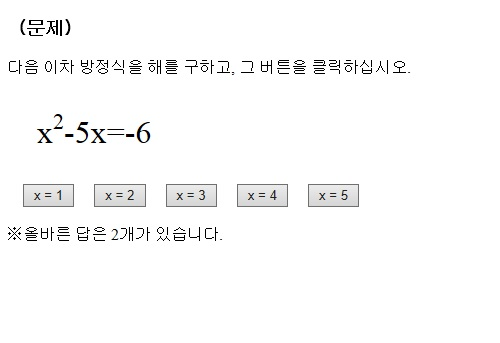 (문제)
다음 이차 방정식을 해를 구하고, 그 버튼을 클릭하십시오.
x²-5x=-6
x = 1 x = 2 x = 3 x = 4 x = 5
※올바른 답은 2개가 있습니다.